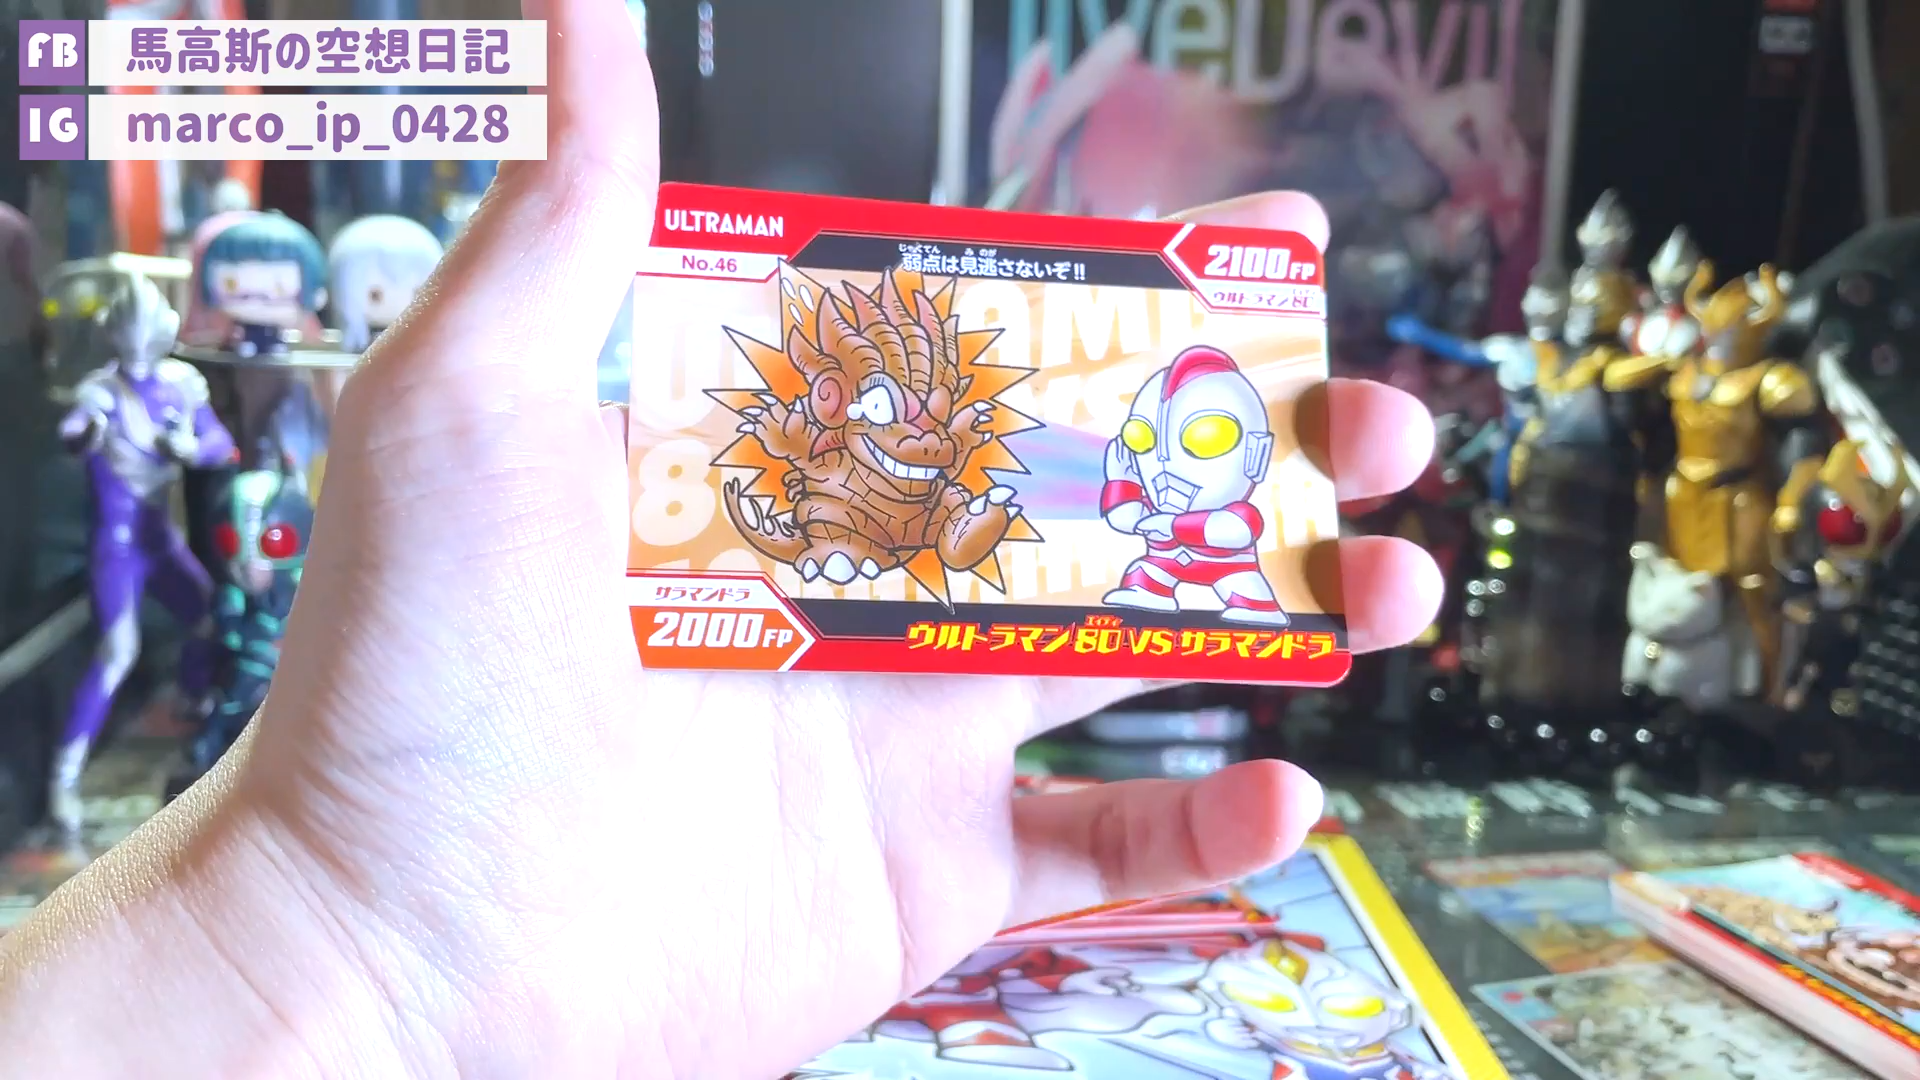 FB 馬高斯の空想日記
IG marco_ip_0428
LiveDevil
ULTRAMAN
No.46
じゃくてん みのが
弱点は見逃さないぞ!!
2100FP
ウルトラマン80
サラマンドラ
2000FP
エイティ
ウルトラマン80 VS サラマンドラ